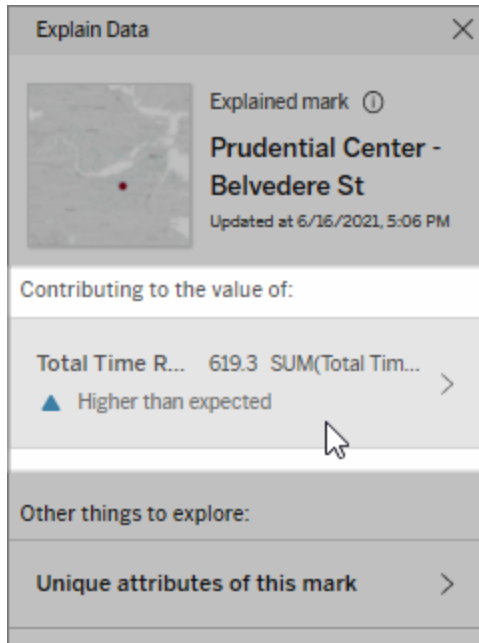 Explain Data
Explained mark
Prudential Center -
Belvedere St
Updated at 6/16/2021, 5:06 PM
Contributing to the value of:
Total Time R... 619.3 SUM(Total Tim...
Higher than expected
Other things to explore:
Unique attributes of this mark